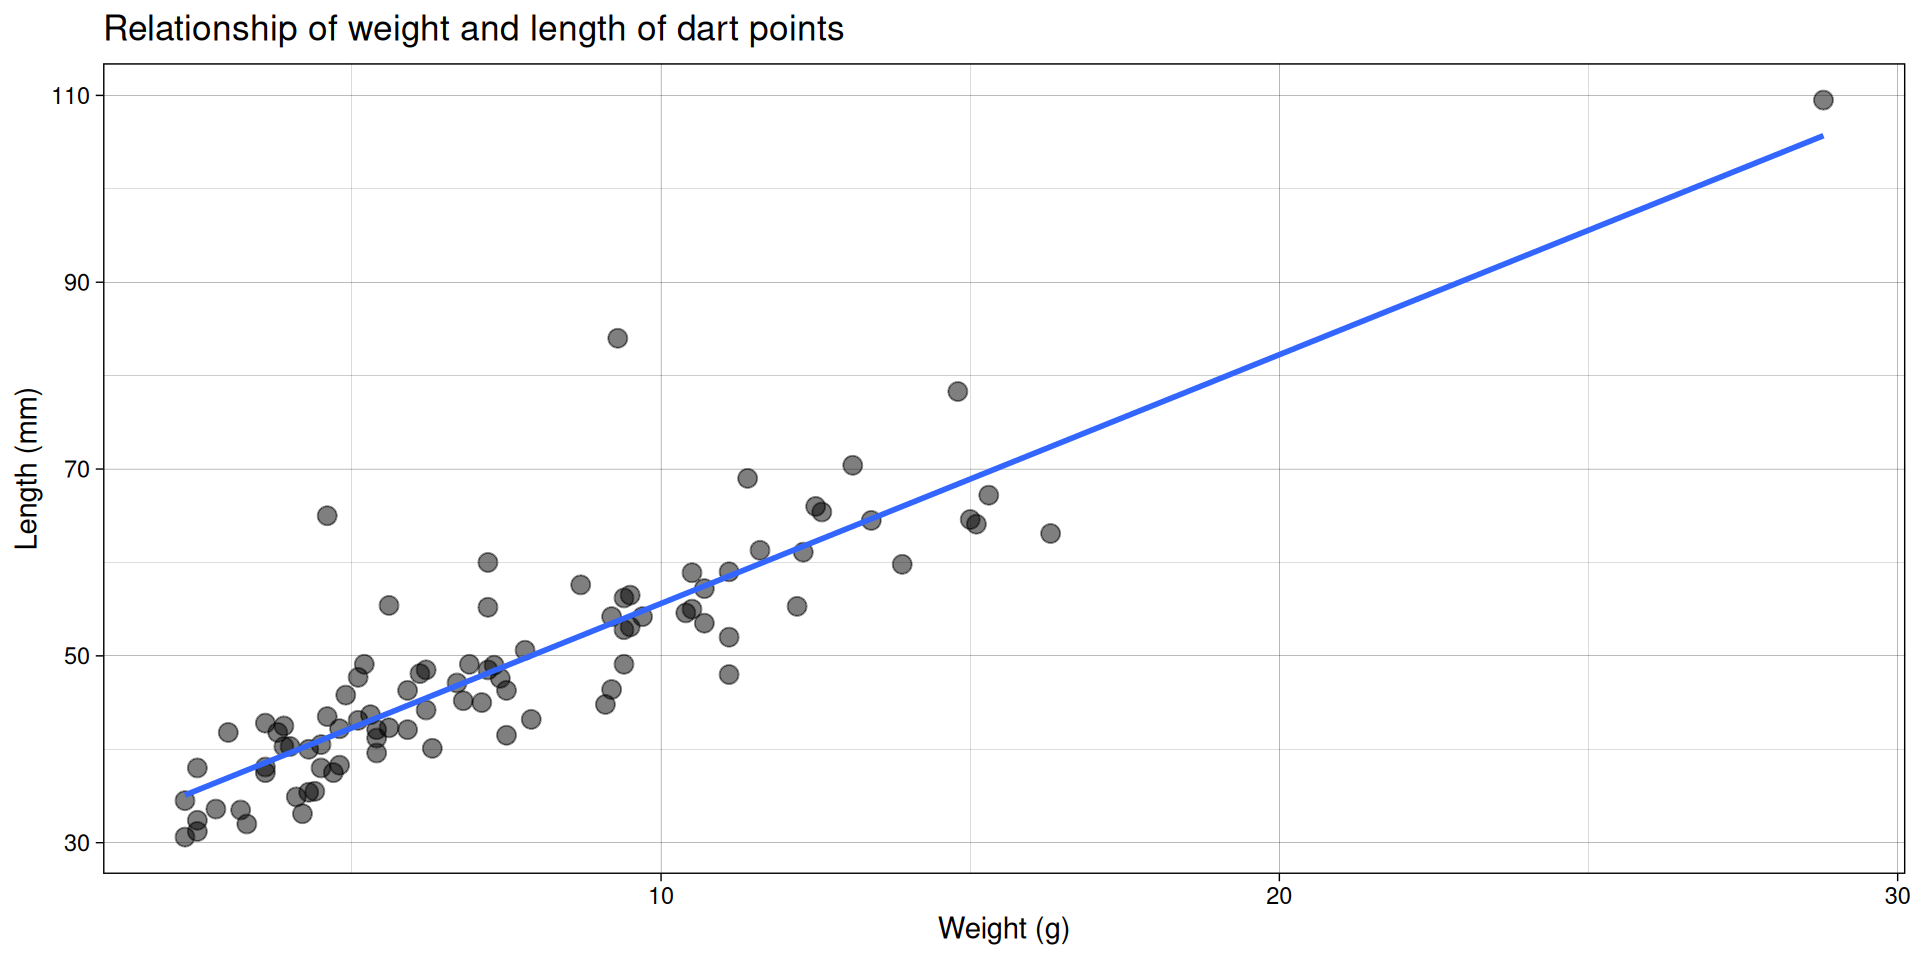 Relationship of weight and length of dart points
110
90
70
50
30
Length (mm)
10
20
30
Weight (g)